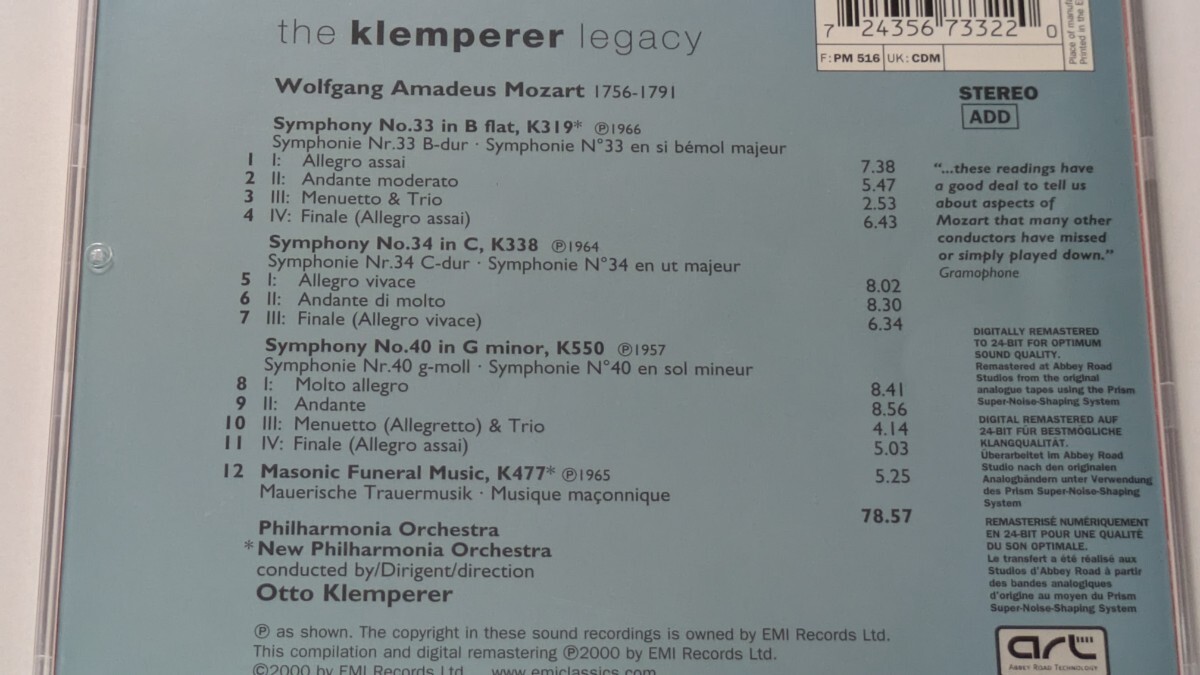 the klemperer legacy
7 24356 73322 0
F: PM 516 UK: CDM
Place of manu
Printed in the E
Wolfgang Amadeus Mozart 1756-1791
STEREO
ADD
Symphony No.33 in B flat, K319* ℗1966
Symphonie Nr.33 B-dur · Symphonie N°33 en si bémol majeur
1 I: Allegro assai 7.38
2 II: Andante moderato 5.47
3 III: Menuetto & Trio 2.53
4 IV: Finale (Allegro assai) 6.43
Symphony No.34 in C, K338 ℗1964
Symphonie Nr.34 C-dur · Symphonie N°34 en ut majeur
5 I: Allegro vivace 8.02
6 II: Andante di molto 8.30
7 III: Finale (Allegro vivace) 6.34
Symphony No.40 in G minor, K550 ℗1957
Symphonie Nr.40 g-moll · Symphonie N°40 en sol mineur
8 I: Molto allegro 8.41
9 II: Andante 8.56
10 III: Menuetto (Allegretto) & Trio 4.14
11 IV: Finale (Allegro assai) 5.03
12 Masonic Funeral Music, K477* ℗1965 5.25
Mauerische Trauermusik · Musique maçonnique
78.57
Philharmonia Orchestra
*New Philharmonia Orchestra
conducted by/Dirigent/direction
Otto Klemperer
℗ as shown. The copyright in these sound recordings is owned by EMI Records Ltd.
This compilation and digital remastering ℗2000 by EMI Records Ltd.
©2000 by EMI Records Ltd. www.emiclassics.com
"...these readings have
a good deal to tell us
about aspects of
Mozart that many other
conductors have missed
or simply played down."
Gramophone
DIGITALLY REMASTERED
TO 24-BIT FOR OPTIMUM
SOUND QUALITY.
Remastered at Abbey Road
Studios from the original
analogue tapes using the Prism
Super-Noise-Shaping System
DIGITAL REMASTERED AUF
24-BIT FÜR BESTMÖGLICHE
KLANGQUALITÄT.
Überarbeitet im Abbey Road
Studio nach den originalen
Analogbändern unter Verwendung
des Prism Super-Noise-Shaping
System
REMASTERISÉ NUMÉRIQUEMENT
EN 24-BIT POUR UNE QUALITÉ
DU SON OPTIMALE.
Le transfert a été réalisé aux
Studios d'Abbey Road à partir
des bandes analogiques
d'origine au moyen du Prism
Super-Noise-Shaping System
art
ABBEY ROAD TECHNOLOGY